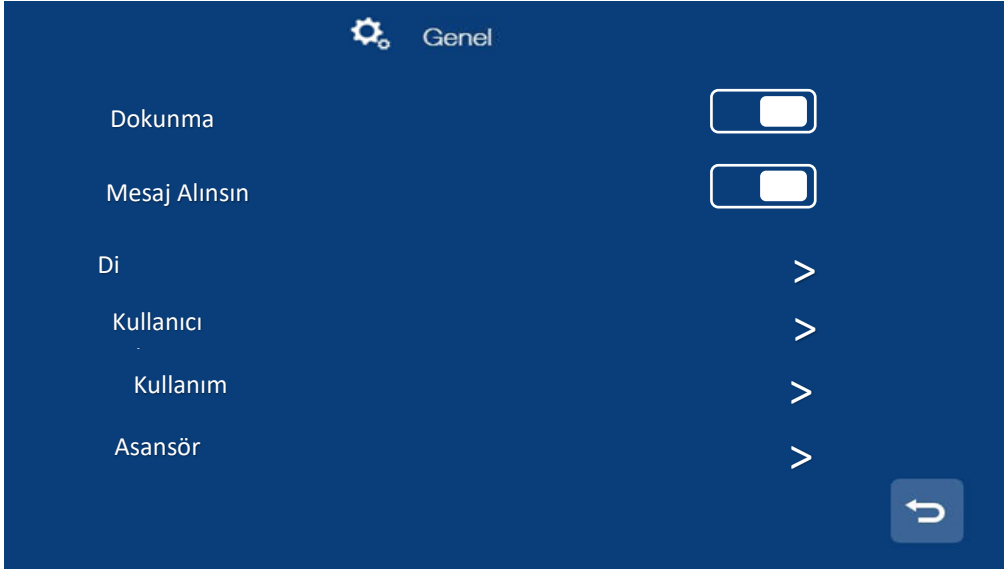 Genel
Dokunma
Mesaj Alınsın
Di
>
Kullanıcı
>
Kullanım
>
Asansör
>